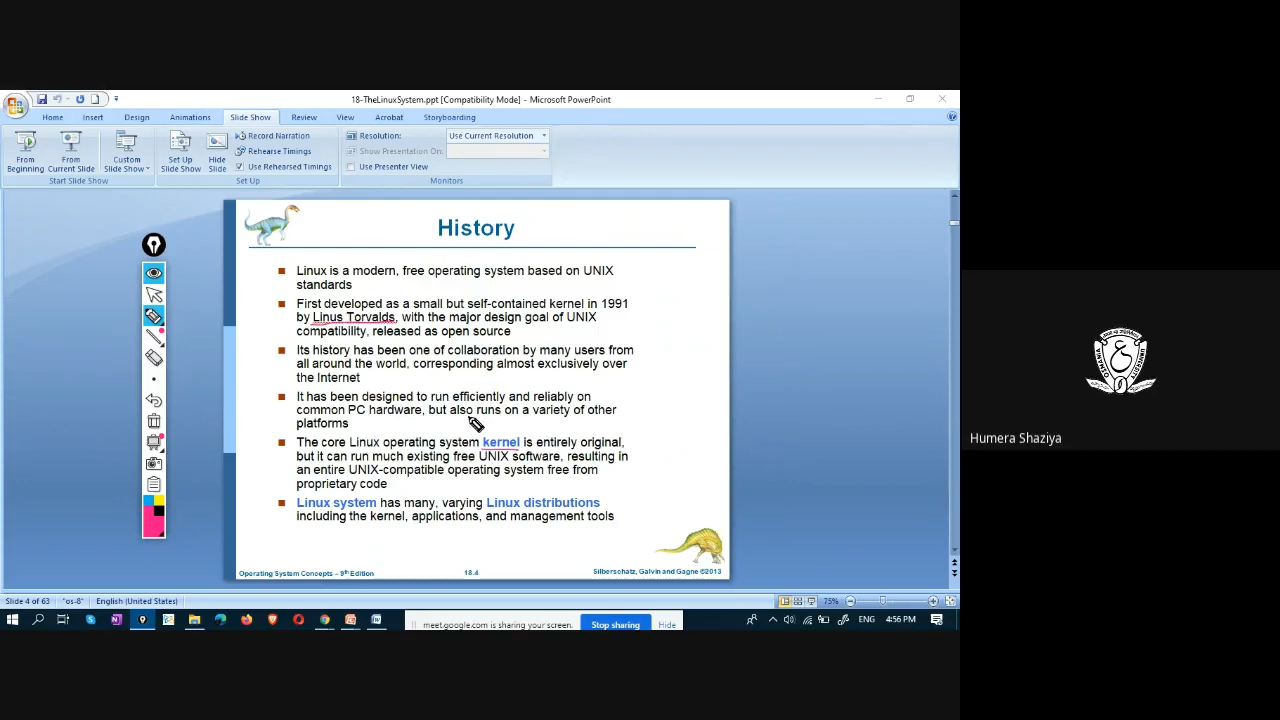 18-TheLinuxSystem.ppt [Compatibility Mode] - Microsoft PowerPoint
Home Insert Design Animations Slide Show Review View Acrobat Storyboarding
From Beginning
From Current Slide
Custom Slide Show
Start Slide Show
Set Up Slide Show
Hide Slide
Record Narration
Rehearse Timings
Use Rehearsed Timings
Set Up
Resolution: Use Current Resolution
Show Presentation On:
Use Presenter View
Monitors
History
Linux is a modern, free operating system based on UNIX
standards
First developed as a small but self-contained kernel in 1991
by Linus Torvalds, with the major design goal of UNIX
compatibility, released as open source
Its history has been one of collaboration by many users from
all around the world, corresponding almost exclusively over
the Internet
It has been designed to run efficiently and reliably on
common PC hardware, but also runs on a variety of other
platforms
The core Linux operating system kernel is entirely original,
but it can run much existing free UNIX software, resulting in
an entire UNIX-compatible operating system free from
proprietary code
Linux system has many, varying Linux distributions
including the kernel, applications, and management tools
Operating System Concepts – 9th Edition 18.4 Silberschatz, Galvin and Gagne ©2013
Slide 4 of 63 "os-8" English (United States) 75%
meet.google.com is sharing your screen. Stop sharing Hide
ENG 4:56 PM
Humera Shaziya